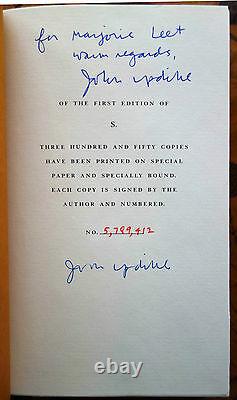 for Marjorie Leet
warm regards,
John Updike
OF THE FIRST EDITION OF
S.
THREE HUNDRED AND FIFTY COPIES
HAVE BEEN PRINTED ON SPECIAL
PAPER AND SPECIALLY BOUND.
EACH COPY IS SIGNED BY THE
AUTHOR AND NUMBERED.
NO. 5,789,412
John Updike